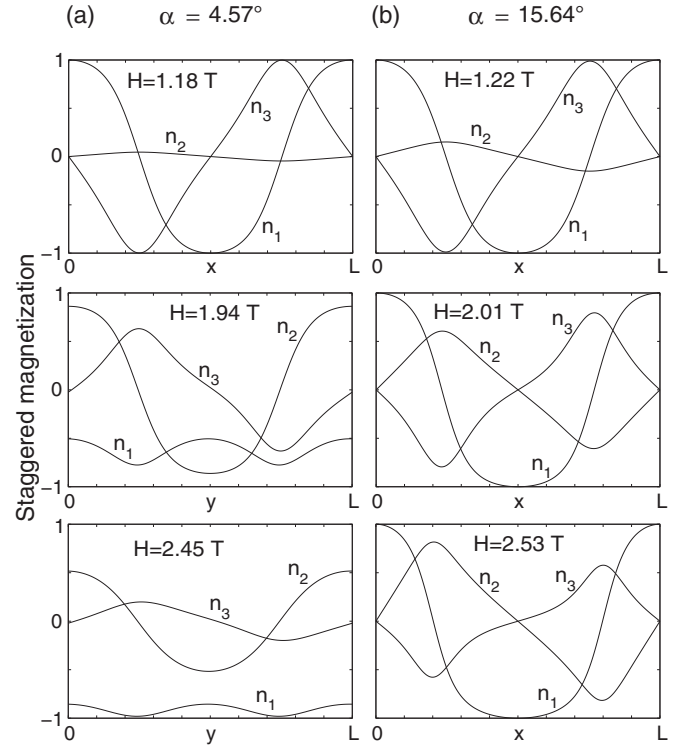 (a) α = 4.57° (b) α = 15.64°
Staggered magnetization
1
0
−1
H=1.18 T
n3
n2
n1
0 x L
H=1.22 T
n3
n2
n1
0 x L
1
0
−1
H=1.94 T
n2
n3
n1
0 y L
H=2.01 T
n3
n2
n1
0 x L
1
0
−1
H=2.45 T
n2
n3
n1
0 y L
H=2.53 T
n2
n3
n1
0 x L